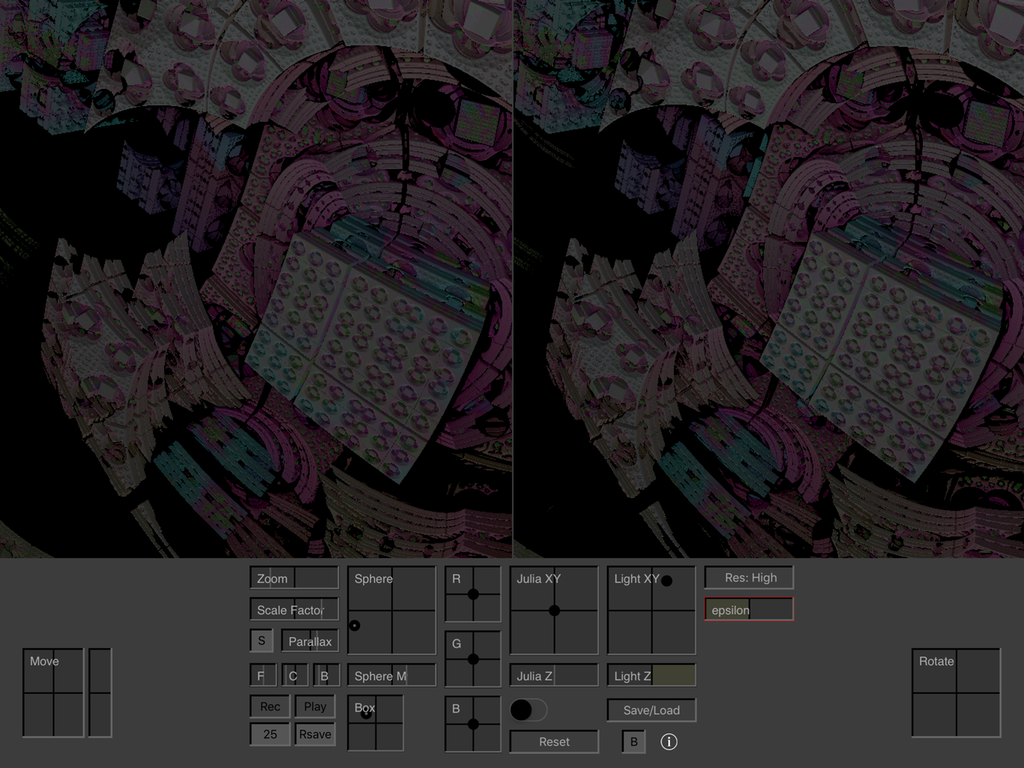 Zoom
Sphere
R
Julia XY
Light XY
Res: High
Scale Factor
epsilon
S
Parallax
G
Move
Rotate
F
C
B
Sphere M
Julia Z
Light Z
Rec
Play
Box
B
Save/Load
25
Rsave
Reset
B
i